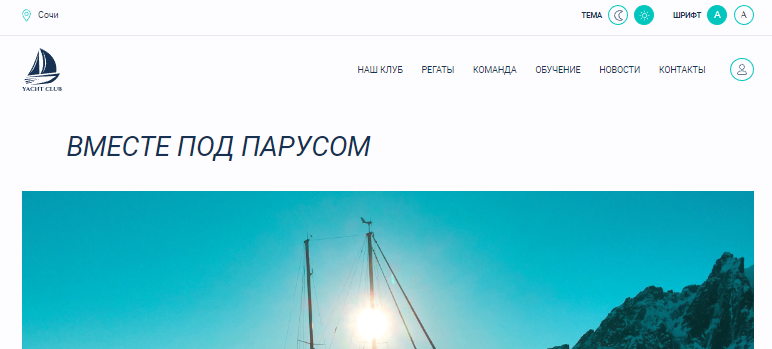 Сочи
ТЕМА
ШРИФТ A A
YACHT CLUB
НАШ КЛУБ РЕГАТЫ КОМАНДА ОБУЧЕНИЕ НОВОСТИ КОНТАКТЫ
ВМЕСТЕ ПОД ПАРУСОМ